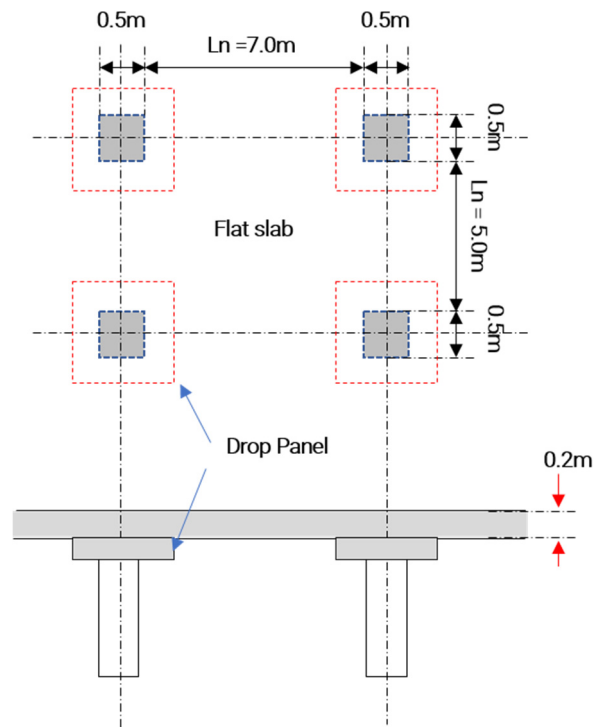 0.5m
0.5m
Ln =7.0m
0.5m
Ln = 5.0m
Flat slab
0.5m
Drop Panel
0.2m